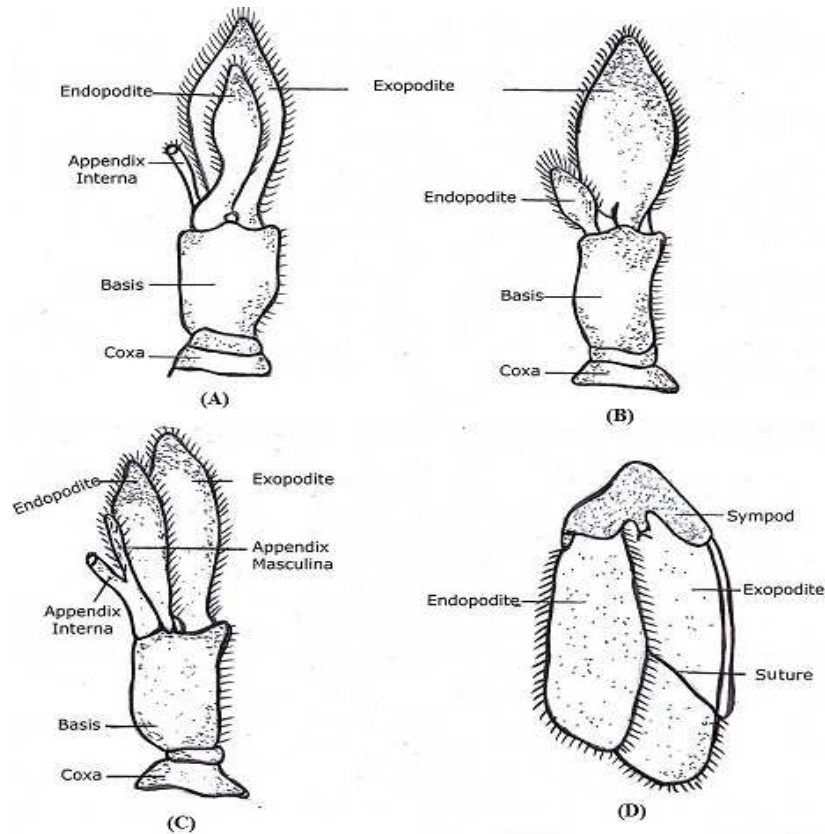 Endopodite
Exopodite
Appendix
Interna
Basis
Coxa
(A)
Endopodite
Basis
Coxa
(B)
Endopodite
Exopodite
Appendix
Masculina
Appendix
Interna
Basis
Coxa
(C)
Sympod
Endopodite
Exopodite
Suture
(D)